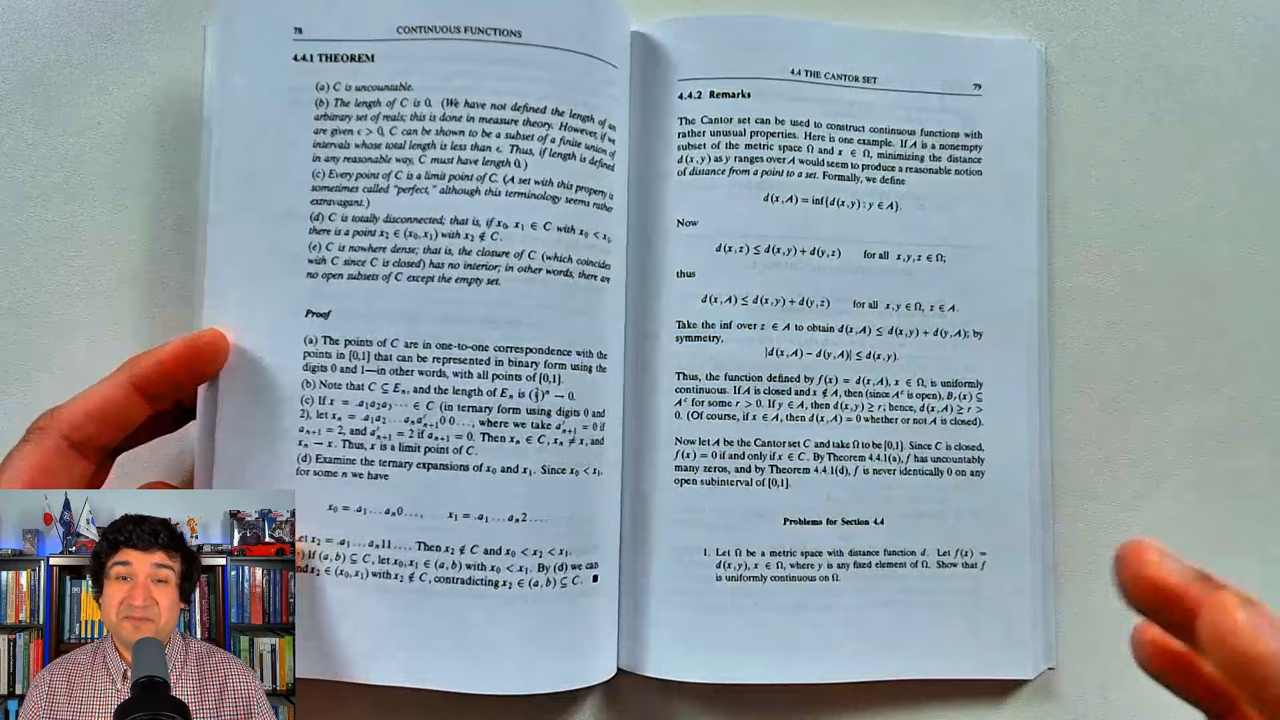 78 CONTINUOUS FUNCTIONS
4.4.1 THEOREM
(a) C is uncountable.
(b) The length of C is 0. (We have not defined the length of an
arbitrary set of reals; this is done in measure theory. However, if we
are given ε > 0, C can be shown to be a subset of a finite union of
intervals whose total length is less than ε. Thus, if length is defined
in any reasonable way, C must have length 0.)
(c) Every point of C is a limit point of C. (A set with this property is
sometimes called "perfect," although this terminology seems rather
extravagant.)
(d) C is totally disconnected; that is, if x₀, x₁ ∈ C with x₀ < x₁,
there is a point x₂ ∈ (x₀,x₁) with x₂ ∉ C.
(e) C is nowhere dense; that is, the closure of C (which coincides
with C since C is closed) has no interior; in other words, there are
no open subsets of C except the empty set.
Proof
(a) The points of C are in one-to-one correspondence with the
points in [0,1] that can be represented in binary form using the
digits 0 and 1—in other words, with all points of [0,1].
(b) Note that C ⊆ Eₙ, and the length of Eₙ is (⅔)ⁿ → 0.
(c) If x = .a₁a₂a₃··· ∈ C (in ternary form using digits 0 and
2), let xₙ = .a₁a₂...aₙa'ₙ₊₁00..., where we take a'ₙ₊₁ = 0 if
aₙ₊₁ = 2, and a'ₙ₊₁ = 2 if aₙ₊₁ = 0. Then xₙ ∈ C, xₙ ≠ x, and
xₙ → x. Thus, x is a limit point of C.
(d) Examine the ternary expansions of x₀ and x₁. Since x₀ < x₁,
for some n we have
x₀ = .a₁...aₙ0..., x₁ = .a₁...aₙ2....
Let x₂ = .a₁...aₙ11.... Then x₂ ∉ C and x₀ < x₂ < x₁.
) If (a,b) ⊆ C, let x₀,x₁ ∈ (a,b) with x₀ < x₁. By (d) we can
nd x₂ ∈ (x₀,x₁) with x₂ ∉ C, contradicting x₂ ∈ (a,b) ⊆ C. ■
4.4 THE CANTOR SET 79
4.4.2 Remarks
The Cantor set can be used to construct continuous functions with
rather unusual properties. Here is one example. If A is a nonempty
subset of the metric space Ω and x ∈ Ω, minimizing the distance
d(x,y) as y ranges over A would seem to produce a reasonable notion
of distance from a point to a set. Formally, we define
d(x,A) = inf{d(x,y): y ∈ A}.
Now
d(x,z) ≤ d(x,y) + d(y,z) for all x,y,z ∈ Ω;
thus
d(x,A) ≤ d(x,y) + d(y,z) for all x,y ∈ Ω, z ∈ A.
Take the inf over z ∈ A to obtain d(x,A) ≤ d(x,y) + d(y,A); by
symmetry,
|d(x,A) − d(y,A)| ≤ d(x,y).
Thus, the function defined by f(x) = d(x,A), x ∈ Ω, is uniformly
continuous. If A is closed and x ∉ A, then (since Aᶜ is open), Bᵣ(x) ⊆
Aᶜ for some r > 0. If y ∈ A, then d(x,y) ≥ r; hence, d(x,A) ≥ r >
0. (Of course, if x ∈ A, then d(x,A) = 0 whether or not A is closed).
Now let A be the Cantor set C and take Ω to be [0,1]. Since C is closed,
f(x) = 0 if and only if x ∈ C. By Theorem 4.4.1(a), f has uncountably
many zeros, and by Theorem 4.4.1(d), f is never identically 0 on any
open subinterval of [0,1].
Problems for Section 4.4
1. Let Ω be a metric space with distance function d. Let f(x) =
d(x,y), x ∈ Ω, where y is any fixed element of Ω. Show that f
is uniformly continuous on Ω.